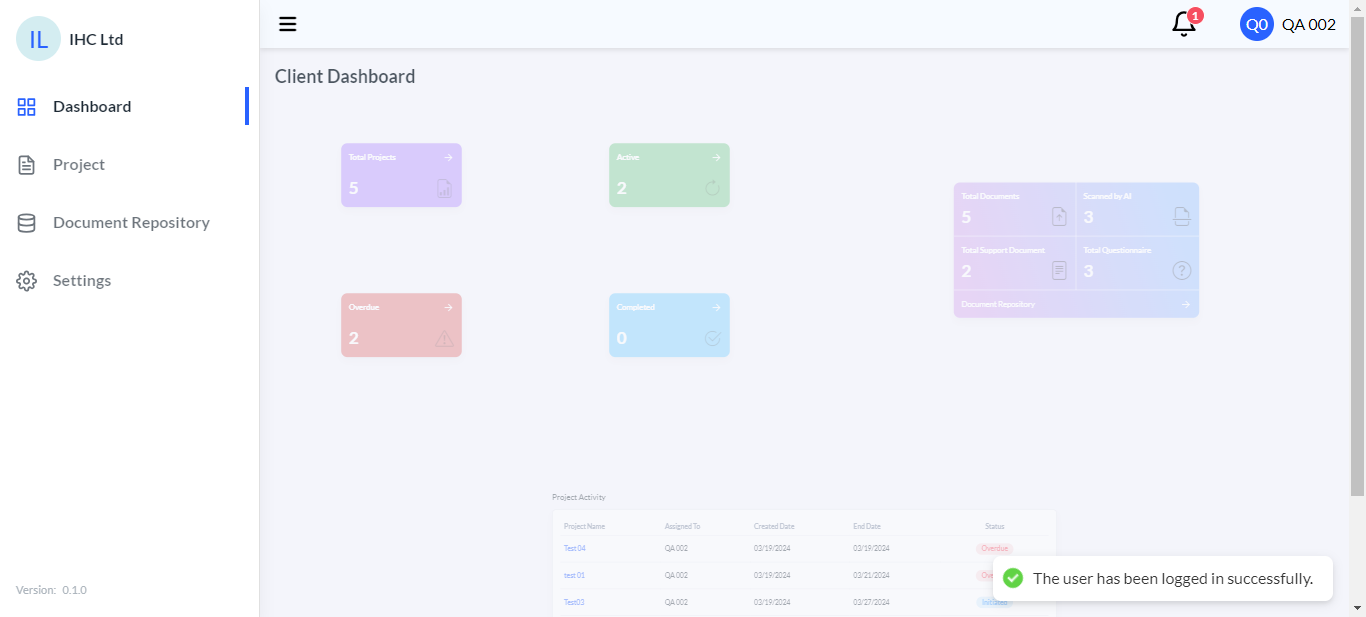 IL IHC Ltd
1
Q0 QA 002
Dashboard
Project
Document Repository
Settings
Version: 0.1.0
Client Dashboard
Total Projects
5
Active
2
Overdue
2
Completed
0
Total Documents
5
Scanned by AI
3
Total Support Document
2
Total Questionnaire
3
Document Repository
Project Activity
Project Name Assigned To Created Date End Date Status
Test 04 QA 002 03/19/2024 03/19/2024 Overdue
test 01 QA 002 03/19/2024 03/21/2024
Test03 QA 002 03/19/2024 03/27/2024 Initiated
The user has been logged in successfully.